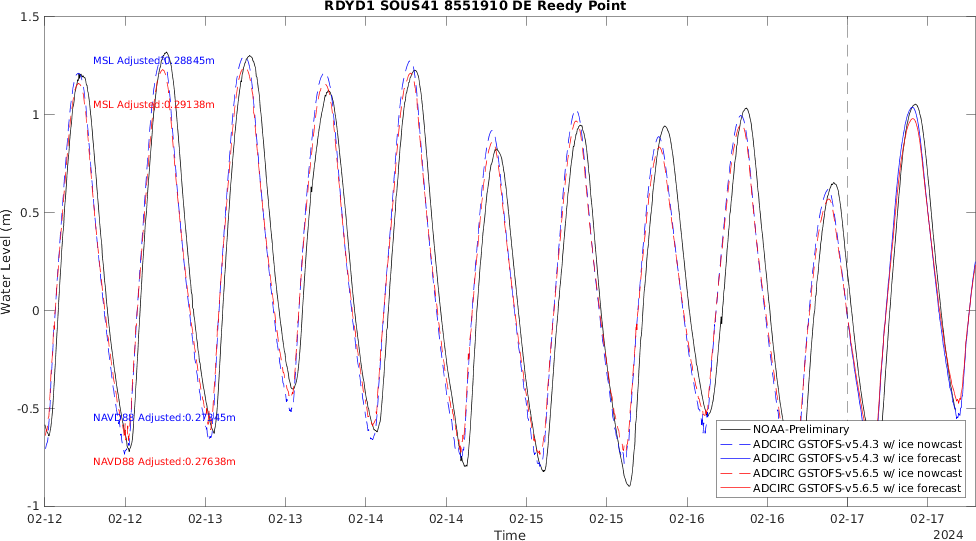 RDYD1 SOUS41 8551910 DE Reedy Point
1.5
1
0.5
0
-0.5
-1
Water Level (m)
MSL Adjusted:0.28845m
MSL Adjusted:0.29138m
NAVD88 Adjusted:0.27345m
NAVD88 Adjusted:0.27638m
NOAA-Preliminary
ADCIRC GSTOFS-v5.4.3 w/ ice nowcast
ADCIRC GSTOFS-v5.4.3 w/ ice forecast
ADCIRC GSTOFS-v5.6.5 w/ ice nowcast
ADCIRC GSTOFS-v5.6.5 w/ ice forecast
02-12 02-12 02-13 02-13 02-14 02-14 02-15 02-15 02-16 02-16 02-17 02-17
Time
2024